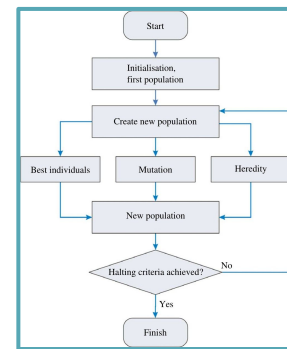 Start
Initialisation,
first population
Create new population
Best individuals
Mutation
Heredity
New population
Halting criteria achieved?
No
Yes
Finish